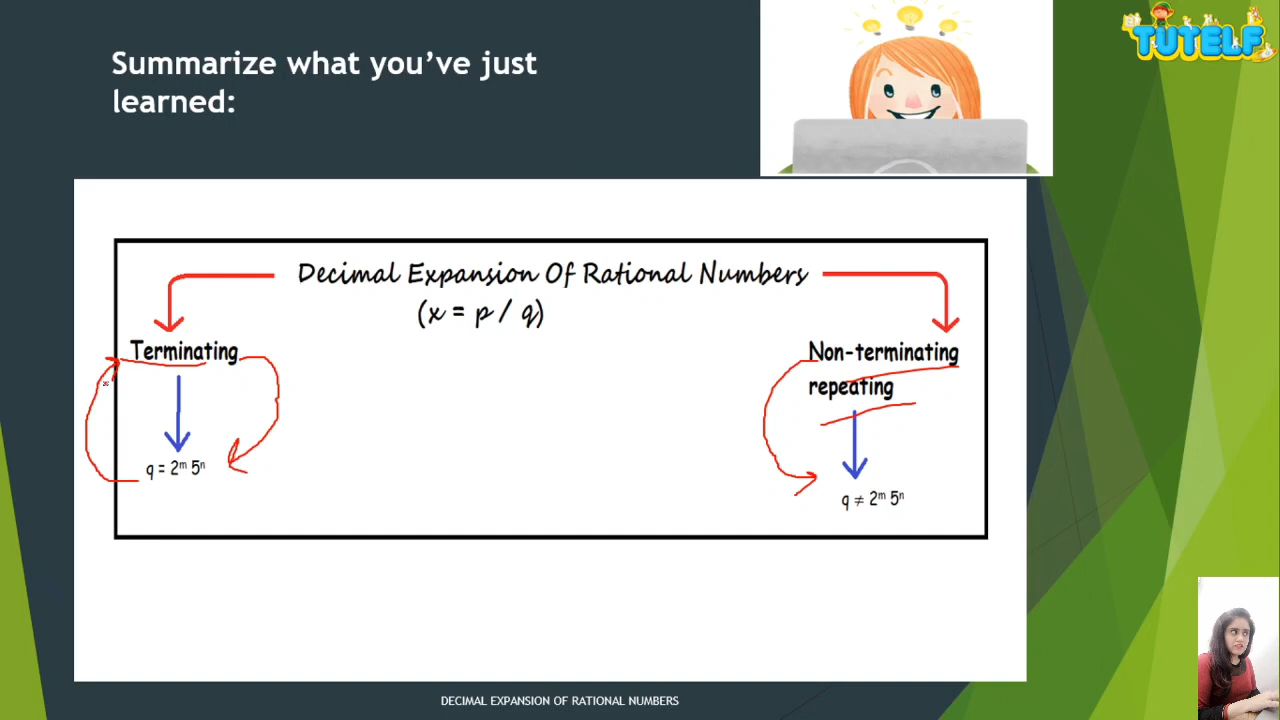 Summarize what you’ve just
learned:
TUTELF
Decimal Expansion Of Rational Numbers
(x = p / q)
Terminating
Non-terminating
repeating
q = 2ᵐ 5ⁿ
q ≠ 2ᵐ 5ⁿ
DECIMAL EXPANSION OF RATIONAL NUMBERS